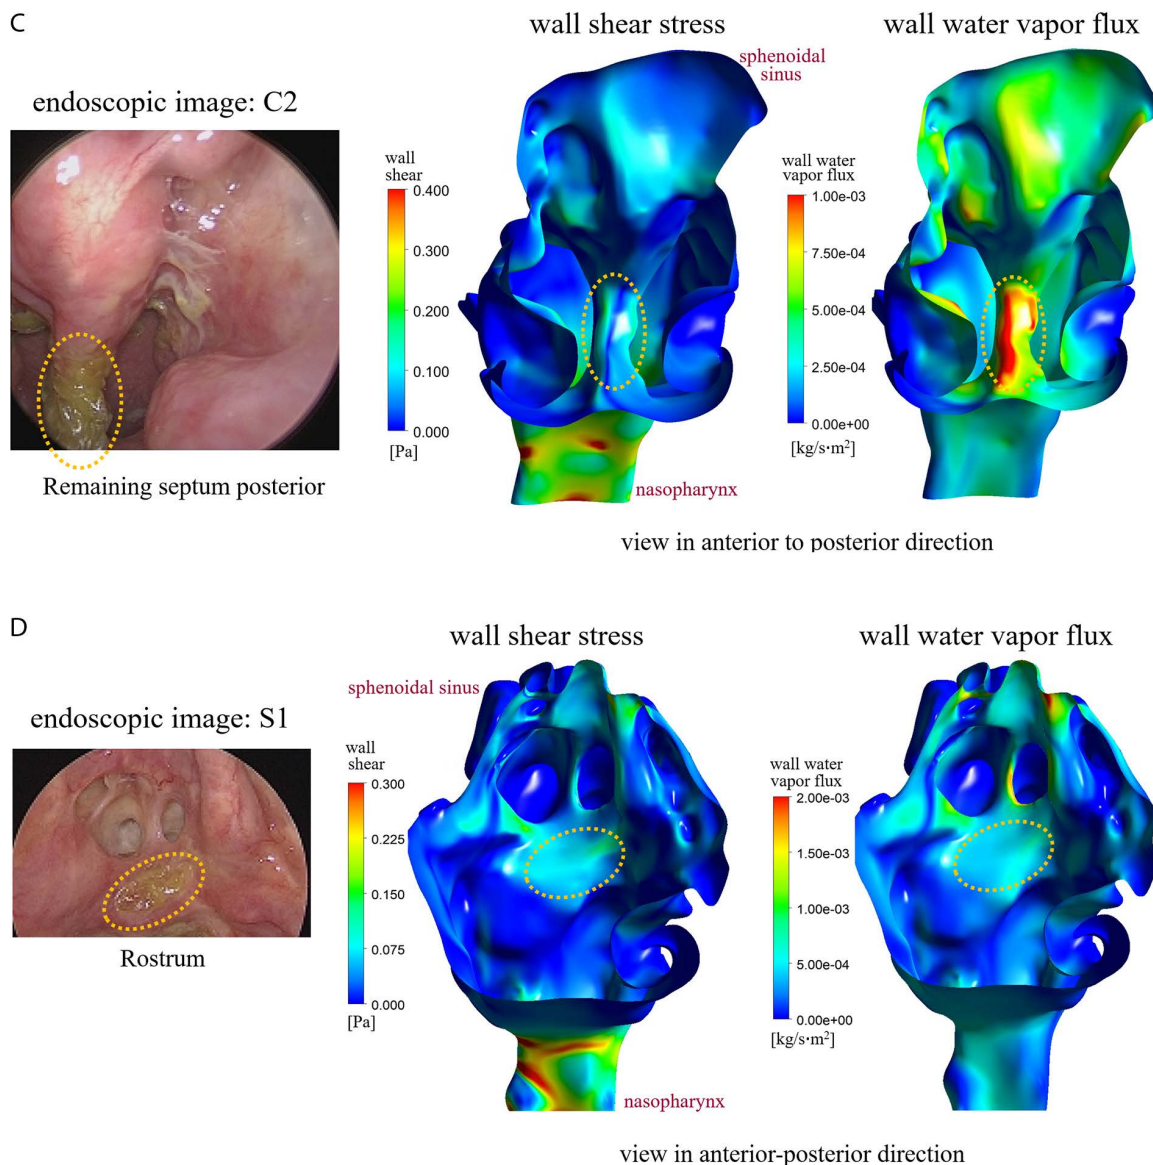 C
wall shear stress
wall water vapor flux
sphenoidal
sinus
endoscopic image: C2
wall
shear
0.400
0.300
0.200
0.100
0.000
[Pa]
wall water
vapor flux
1.00e-03
7.50e-04
5.00e-04
2.50e-04
0.00e+00
[kg/s·m²]
Remaining septum posterior
nasopharynx
view in anterior to posterior direction
D
wall shear stress
wall water vapor flux
sphenoidal sinus
endoscopic image: S1
wall
shear
0.300
0.225
0.150
0.075
0.000
[Pa]
wall water
vapor flux
2.00e-03
1.50e-03
1.00e-03
5.00e-04
0.00e+00
[kg/s·m²]
Rostrum
nasopharynx
view in anterior-posterior direction